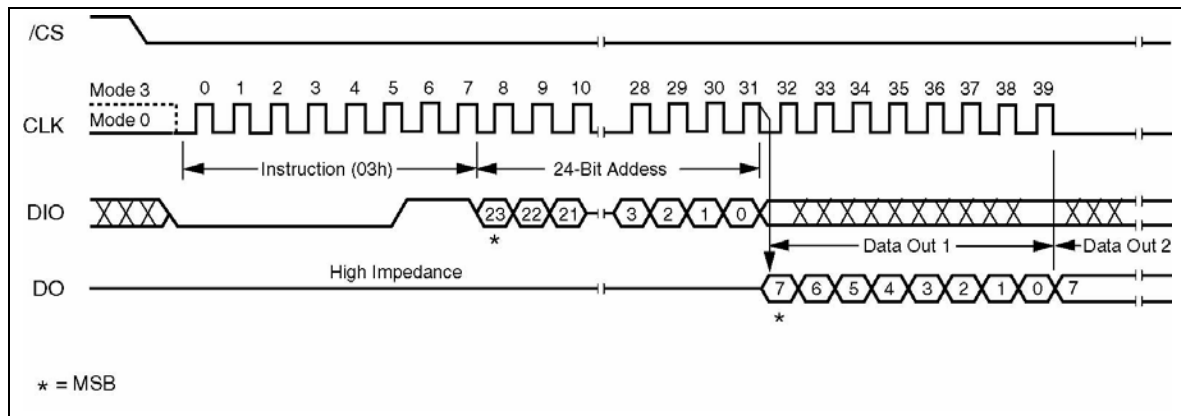 /CS
Mode 3
0 1 2 3 4 5 6 7 8 9 10 28 29 30 31 32 33 34 35 36 37 38 39
CLK
Mode 0
Instruction (03h)
24-Bit Addess
DIO
23 22 21 3 2 1 0
*
Data Out 1
Data Out 2
High Impedance
DO
7 6 5 4 3 2 1 0 7
*
* = MSB